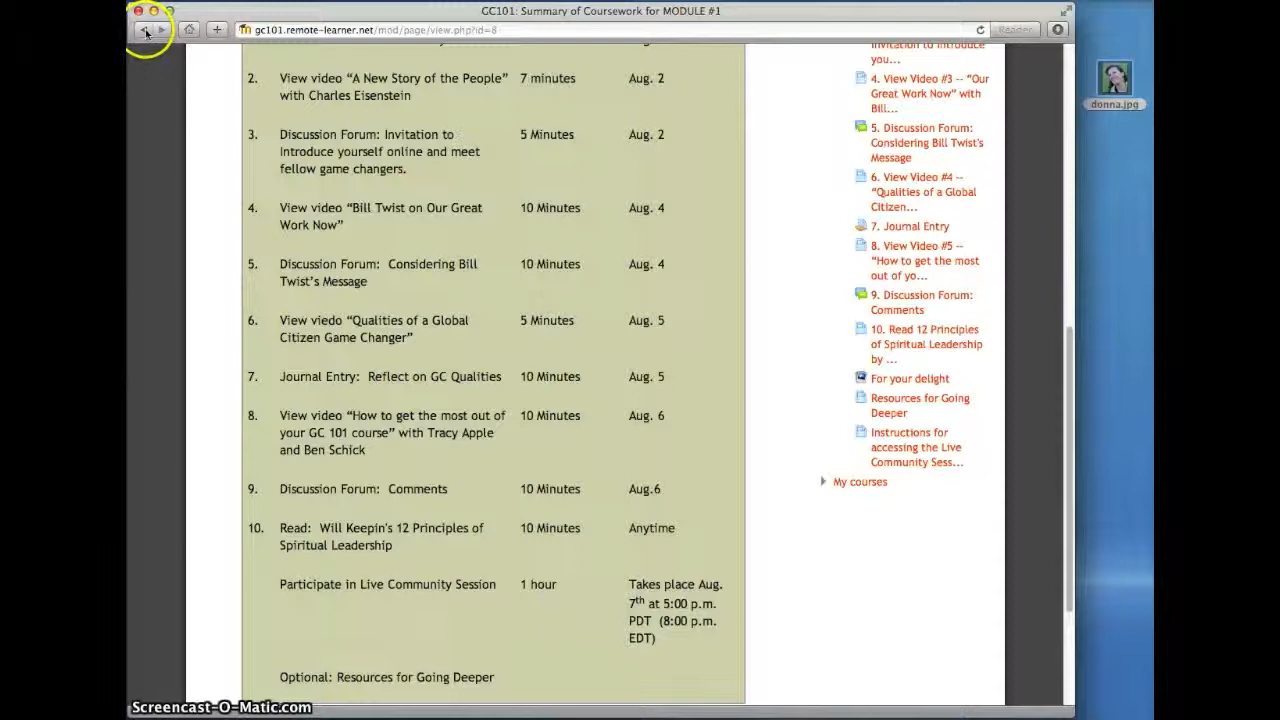 GC101: Summary of Coursework for MODULE #1
gc101.remote-learner.net/mod/page/view.php?id=8
Reader
2. View video “A New Story of the People” 7 minutes Aug. 2
with Charles Eisenstein
3. Discussion Forum: Invitation to 5 Minutes Aug. 2
Introduce yourself online and meet
fellow game changers.
4. View video “Bill Twist on Our Great 10 Minutes Aug. 4
Work Now”
5. Discussion Forum: Considering Bill 10 Minutes Aug. 4
Twist’s Message
6. View viedo “Qualities of a Global 5 Minutes Aug. 5
Citizen Game Changer”
7. Journal Entry: Reflect on GC Qualities 10 Minutes Aug. 5
8. View video “How to get the most out of 10 Minutes Aug. 6
your GC 101 course” with Tracy Apple
and Ben Schick
9. Discussion Forum: Comments 10 Minutes Aug.6
10. Read: Will Keepin's 12 Principles of 10 Minutes Anytime
Spiritual Leadership
Participate in Live Community Session 1 hour Takes place Aug.
7th at 5:00 p.m.
PDT (8:00 p.m.
EDT)
Optional: Resources for Going Deeper
Invitation to Introduce
you...
4. View Video #3 -- “Our
Great Work Now” with
Bill...
5. Discussion Forum:
Considering Bill Twist's
Message
6. View Video #4 --
“Qualities of a Global
Citizen...
7. Journal Entry
8. View Video #5 --
“How to get the most
out of yo...
9. Discussion Forum:
Comments
10. Read 12 Principles
of Spiritual Leadership
by ...
For your delight
Resources for Going
Deeper
Instructions for
accessing the Live
Community Sess...
My courses
donna.jpg
Screencast-O-Matic.com